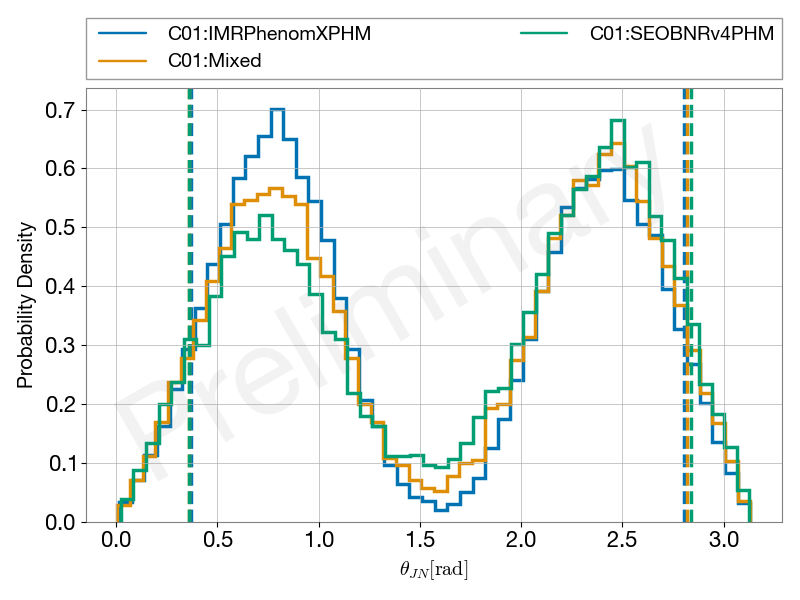 C01:IMRPhenomXPHM
C01:Mixed
C01:SEOBNRv4PHM
Preliminary
Probability Density
0.7
0.6
0.5
0.4
0.3
0.2
0.1
0.0
0.0 0.5 1.0 1.5 2.0 2.5 3.0
θ_{JN}[rad]